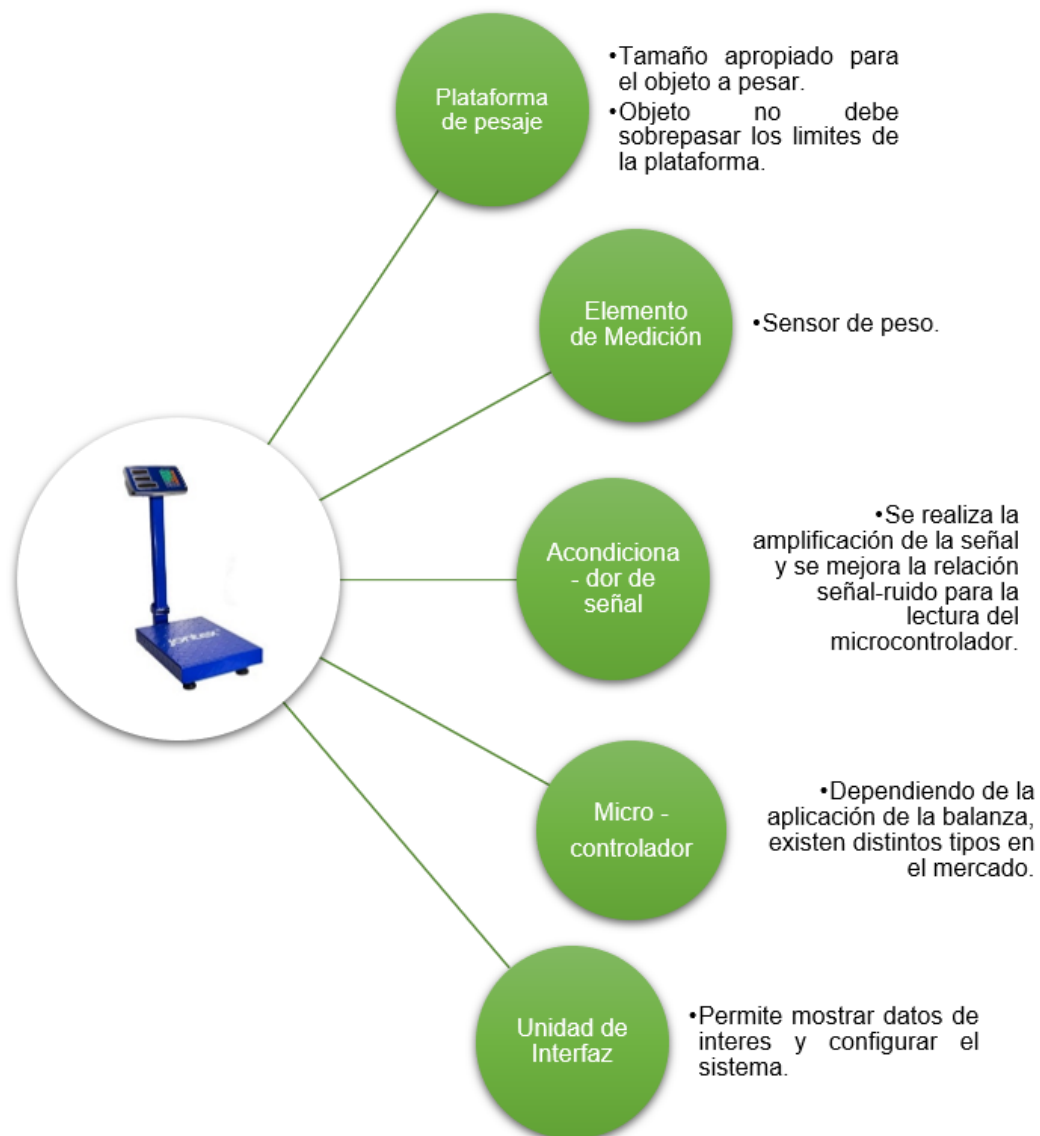 Plataforma
de pesaje
•Tamaño apropiado para
el objeto a pesar.
•Objeto no debe
sobrepasar los limites de
la plataforma.
Elemento
de Medición
•Sensor de peso.
Acondiciona
- dor de
señal
•Se realiza la
amplificación de la señal
y se mejora la relación
señal-ruido para la
lectura del
microcontrolador.
Micro -
controlador
•Dependiendo de la
aplicación de la balanza,
existen distintos tipos en
el mercado.
Unidad de
Interfaz
•Permite mostrar datos de
interes y configurar el
sistema.